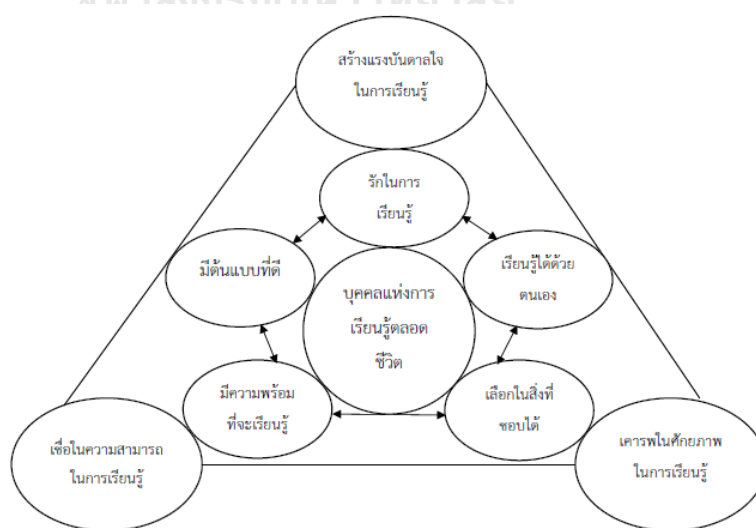 สร้างแรงบันดาลใจ
ในการเรียนรู้
รักในการ
เรียนรู้
มีต้นแบบที่ดี
เรียนรู้ได้ด้วย
ตนเอง
บุคคลแห่งการ
เรียนรู้ตลอด
ชีวิต
มีความพร้อม
ที่จะเรียนรู้
เลือกในสิ่งที่
ชอบได้
เชื่อในความสามารถ
ในการเรียนรู้
เคารพในศักยภาพ
ในการเรียนรู้